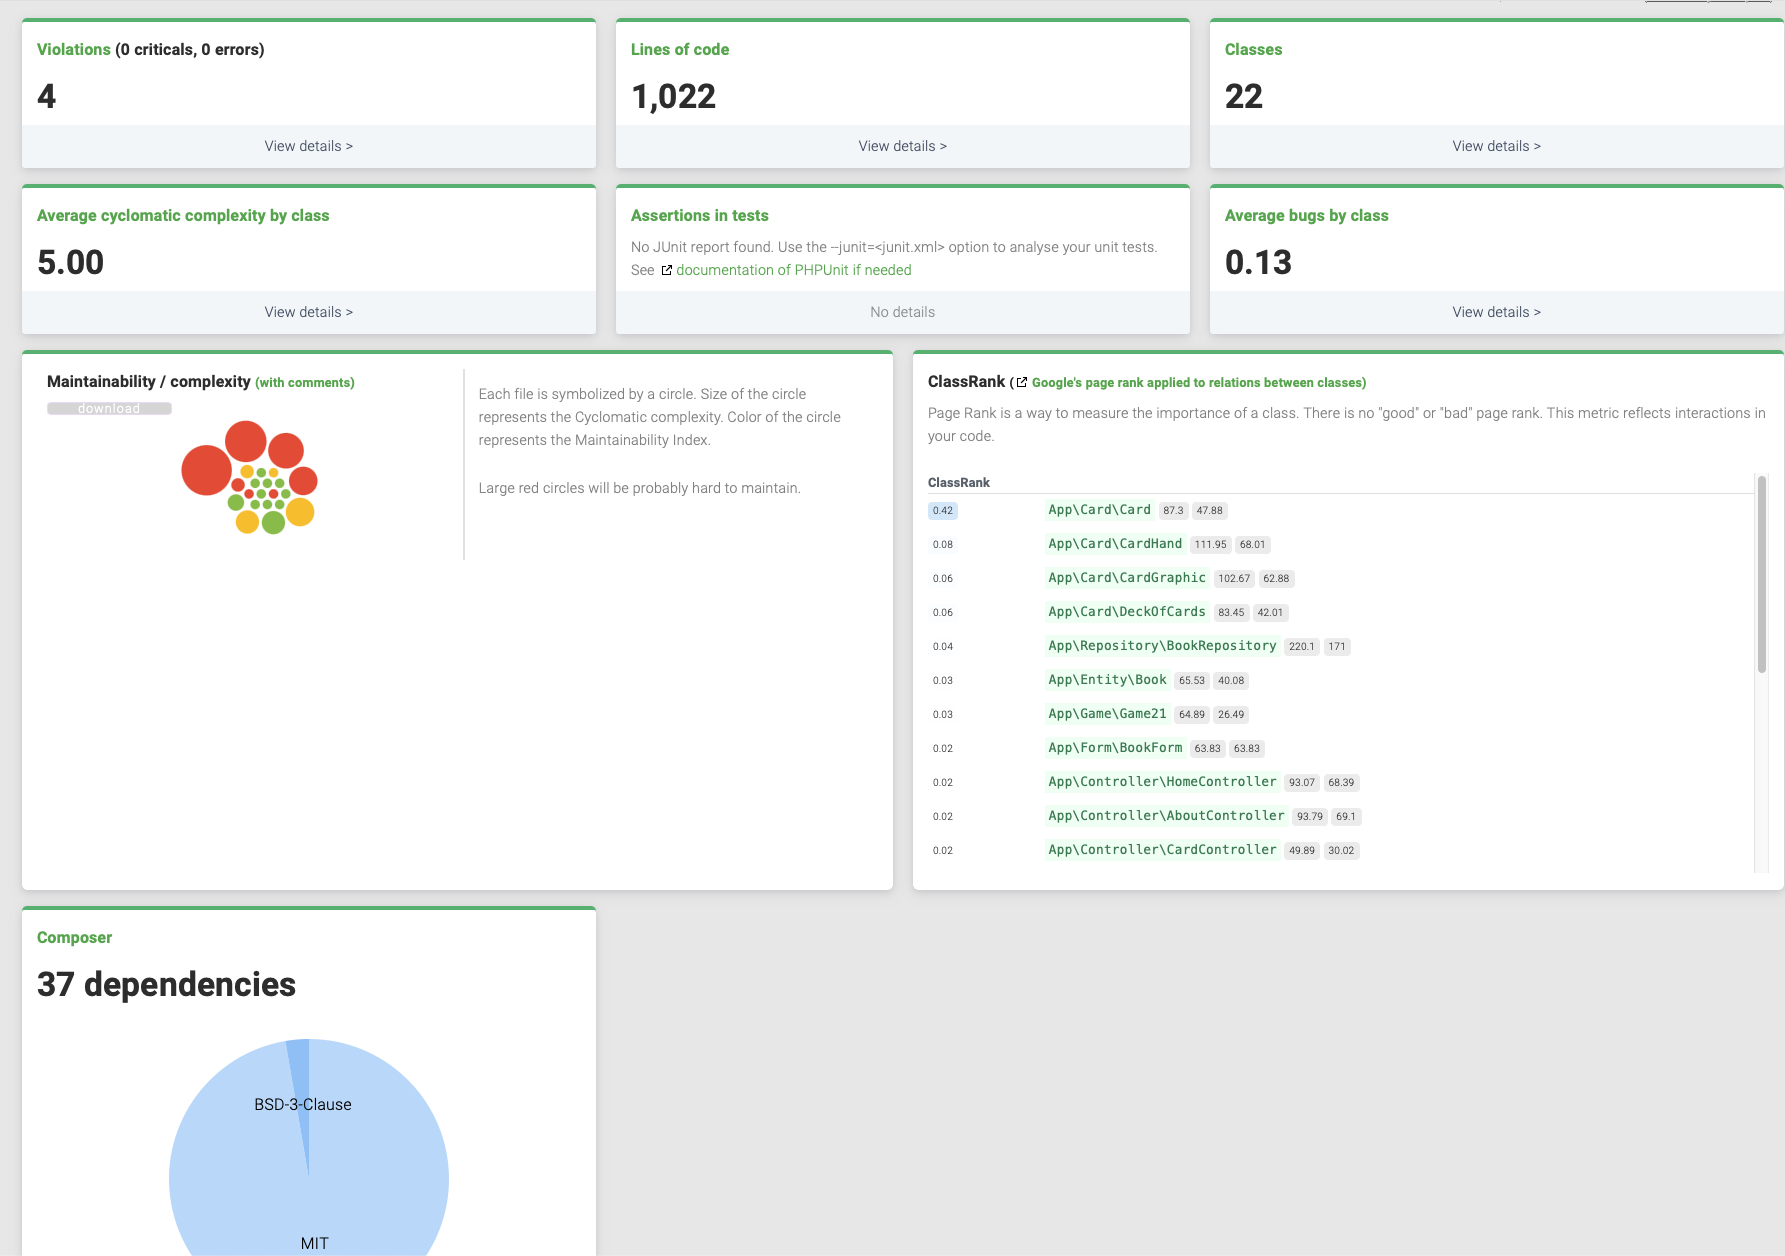 Violations (0 criticals, 0 errors)
4
View details >
Lines of code
1,022
View details >
Classes
22
View details >
Average cyclomatic complexity by class
5.00
View details >
Assertions in tests
No JUnit report found. Use the --junit=<junit.xml> option to analyse your unit tests.
See documentation of PHPUnit if needed
No details
Average bugs by class
0.13
View details >
Maintainability / complexity (with comments)
download
Each file is symbolized by a circle. Size of the circle
represents the Cyclomatic complexity. Color of the circle
represents the Maintainability Index.
Large red circles will be probably hard to maintain.
ClassRank (Google's page rank applied to relations between classes)
Page Rank is a way to measure the importance of a class. There is no "good" or "bad" page rank. This metric reflects interactions in
your code.
ClassRank
0.42 App\Card\Card 87.3 47.88
0.08 App\Card\CardHand 111.95 68.01
0.06 App\Card\CardGraphic 102.67 62.88
0.06 App\Card\DeckOfCards 83.45 42.01
0.04 App\Repository\BookRepository 220.1 171
0.03 App\Entity\Book 65.53 40.08
0.03 App\Game\Game21 64.89 26.49
0.02 App\Form\BookForm 63.83 63.83
0.02 App\Controller\HomeController 93.07 68.39
0.02 App\Controller\AboutController 93.79 69.1
0.02 App\Controller\CardController 49.89 30.02
Composer
37 dependencies
BSD-3-Clause
MIT